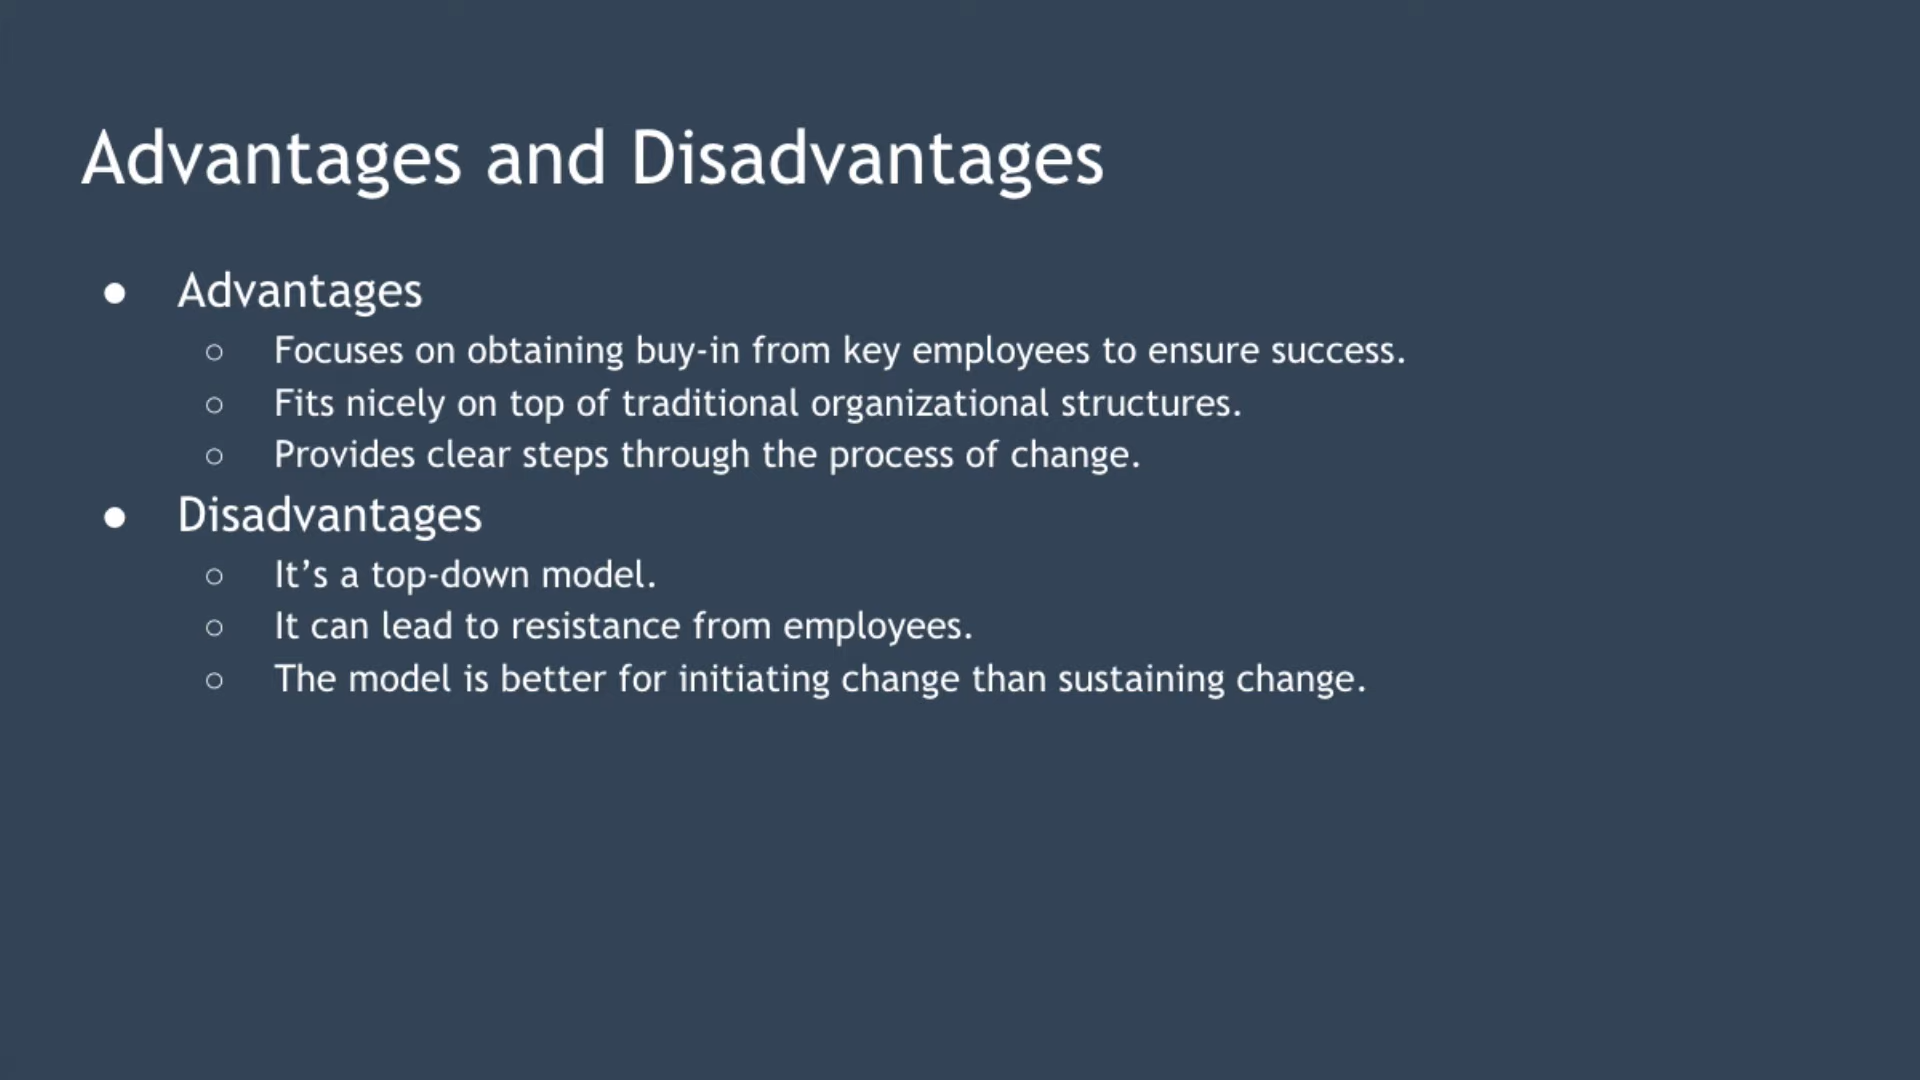 Advantages and Disadvantages
● Advantages
○ Focuses on obtaining buy-in from key employees to ensure success.
○ Fits nicely on top of traditional organizational structures.
○ Provides clear steps through the process of change.
● Disadvantages
○ It’s a top-down model.
○ It can lead to resistance from employees.
○ The model is better for initiating change than sustaining change.